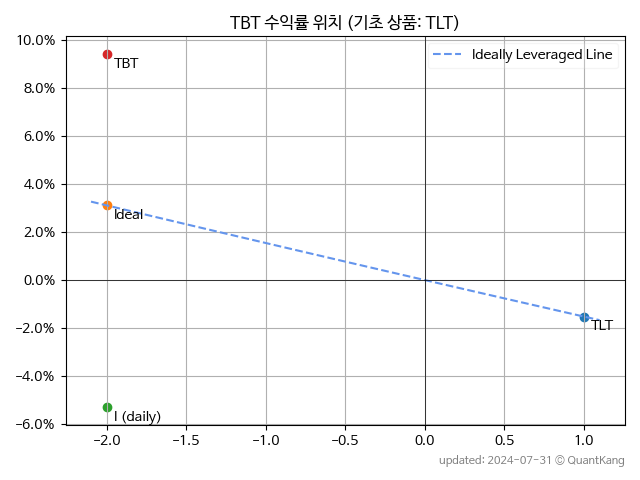 TBT 수익률 위치 (기초 상품: TLT)
10.0%
8.0%
6.0%
4.0%
2.0%
0.0%
−2.0%
−4.0%
−6.0%
Ideally Leveraged Line
TBT
Ideal
TLT
I (daily)
−2.0 −1.5 −1.0 −0.5 0.0 0.5 1.0
updated: 2024-07-31 © QuantKang